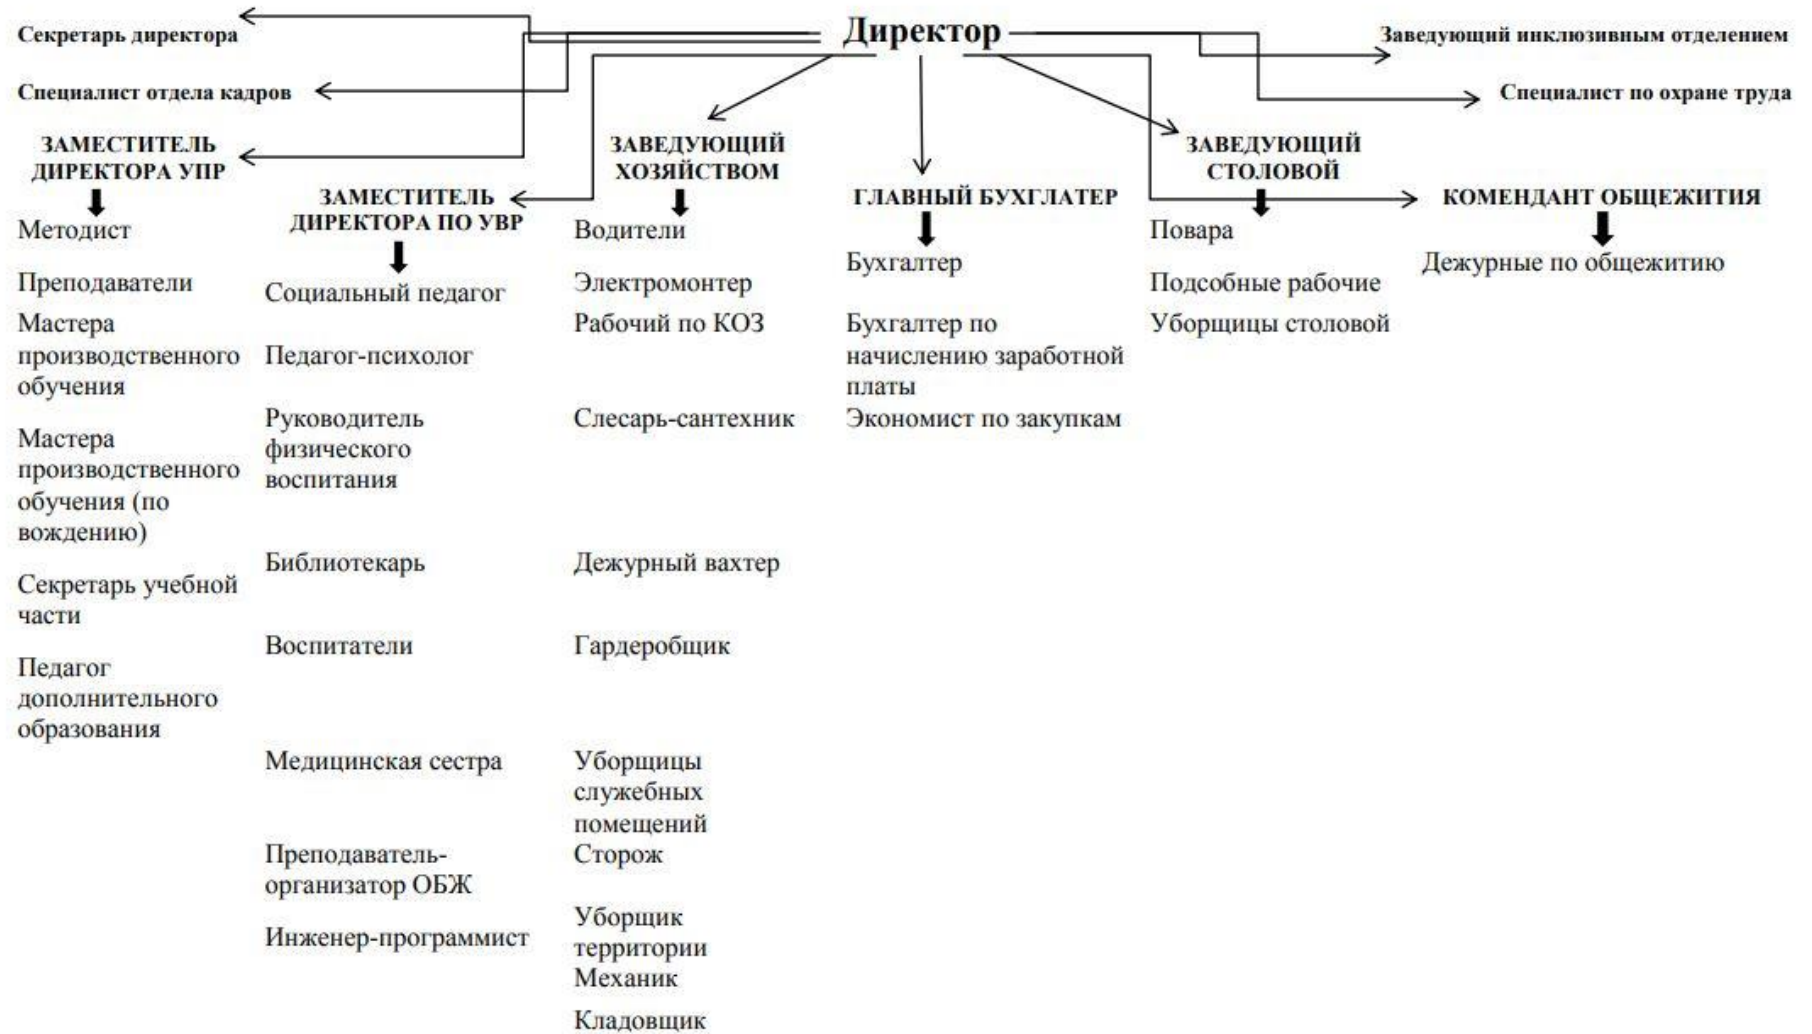 Директор
Секретарь директора
Заведующий инклюзивным отделением
Специалист отдела кадров
Специалист по охране труда
ЗАМЕСТИТЕЛЬ
ДИРЕКТОРА УПР
Методист
Преподаватели
Мастера
производственного
обучения
Мастера
производственного
обучения (по
вождению)
Секретарь учебной
части
Педагог
дополнительного
образования
ЗАМЕСТИТЕЛЬ
ДИРЕКТОРА ПО УВР
Социальный педагог
Педагог-психолог
Руководитель
физического
воспитания
Библиотекарь
Воспитатели
Медицинская сестра
Преподаватель-
организатор ОБЖ
Инженер-программист
ЗАВЕДУЮЩИЙ
ХОЗЯЙСТВОМ
Водители
Электромонтер
Рабочий по КОЗ
Слесарь-сантехник
Дежурный вахтер
Гардеробщик
Уборщицы
служебных
помещений
Сторож
Уборщик
территории
Механик
Кладовщик
ГЛАВНЫЙ БУХГЛАТЕР
Бухгалтер
Бухгалтер по
начислению заработной
платы
Экономист по закупкам
ЗАВЕДУЮЩИЙ
СТОЛОВОЙ
Повара
Подсобные рабочие
Уборщицы столовой
КОМЕНДАНТ ОБЩЕЖИТИЯ
Дежурные по общежитию